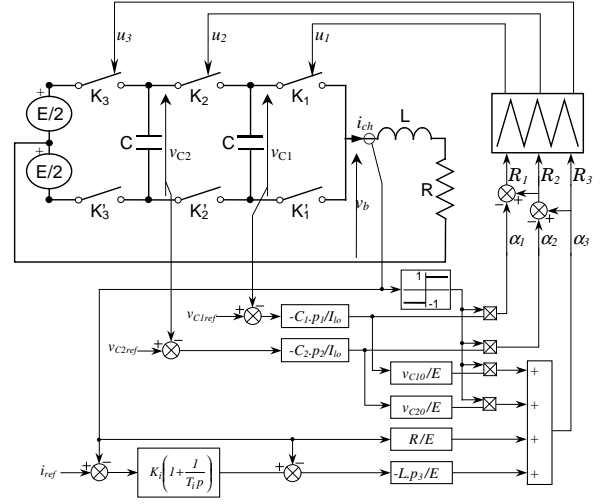 u3 u2 u1
+ E/2 K3 K2 K1
C vC2 C vC1 ich L
+ E/2 R
K'3 K'2 K'1 vb
R1 R2 R3
- + - +
α1 α2 α3
1
-1
vC1ref + - -C1.p1/Ilo
vC2ref + - -C2.p2/Ilo
vC10/E +
vC20/E +
R/E +
iref + - Ki(1+1/Tip) + - -L.p3/E +